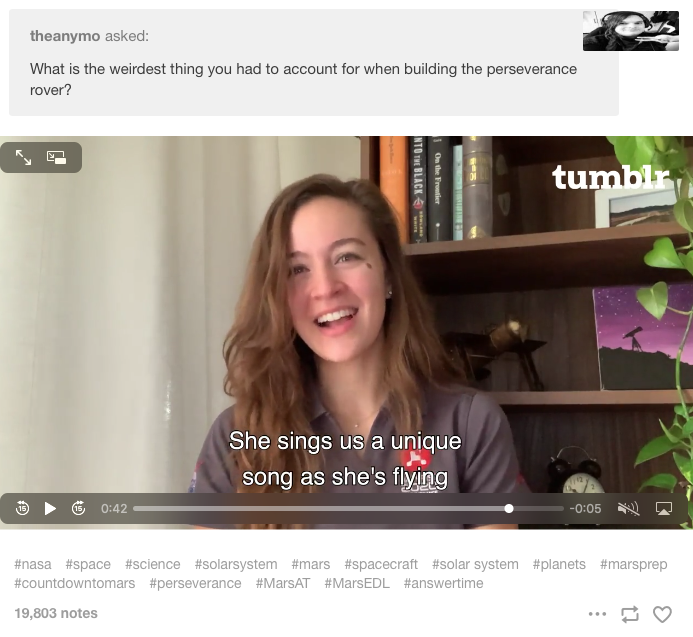 theanymo asked:
What is the weirdest thing you had to account for when building the perseverance
rover?
tumblr
INTO THE BLACK
ROWLAND
WHITE
On the Frontier
She sings us a unique
song as she's flying
15
15
0:42
-0:05
#nasa #space #science #solarsystem #mars #spacecraft #solar system #planets #marsprep
#countdowntomars #perseverance #MarsAT #MarsEDL #answertime
19,803 notes